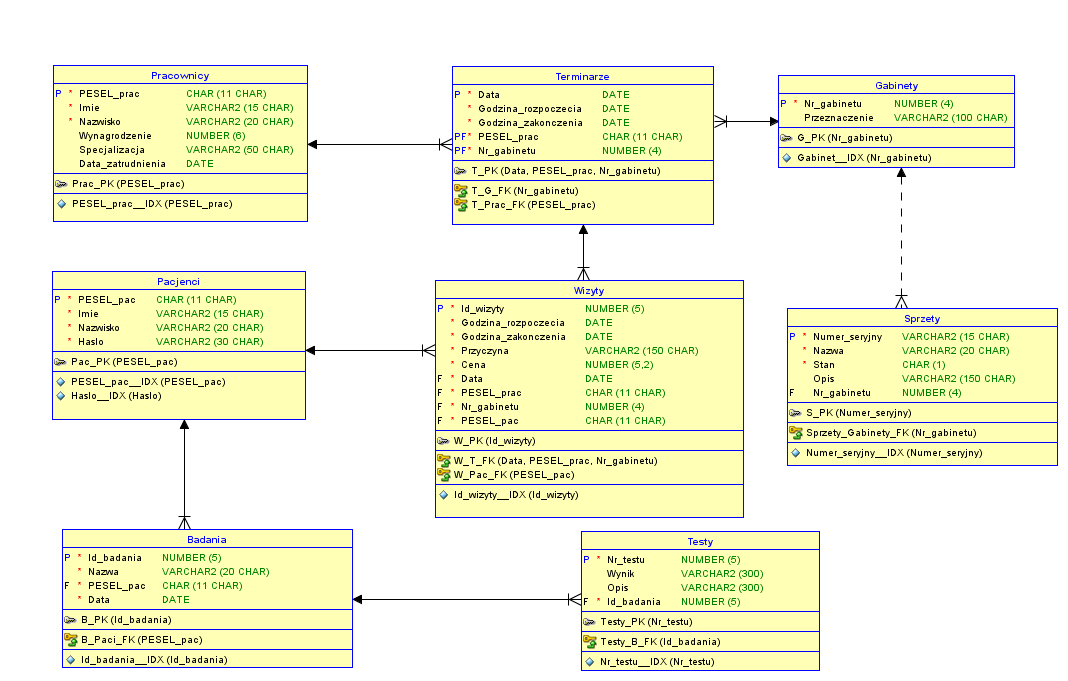 Pracownicy
P * PESEL_prac CHAR (11 CHAR)
* Imie VARCHAR2 (15 CHAR)
* Nazwisko VARCHAR2 (20 CHAR)
Wynagrodzenie NUMBER (6)
Specjalizacja VARCHAR2 (50 CHAR)
Data_zatrudnienia DATE
Prac_PK (PESEL_prac)
PESEL_prac__IDX (PESEL_prac)
Terminarze
P * Data DATE
* Godzina_rozpoczecia DATE
* Godzina_zakonczenia DATE
PF* PESEL_prac CHAR (11 CHAR)
PF* Nr_gabinetu NUMBER (4)
T_PK (Data, PESEL_prac, Nr_gabinetu)
T_G_FK (Nr_gabinetu)
T_Prac_FK (PESEL_prac)
Gabinety
P * Nr_gabinetu NUMBER (4)
Przeznaczenie VARCHAR2 (100 CHAR)
G_PK (Nr_gabinetu)
Gabinet__IDX (Nr_gabinetu)
Pacjenci
P * PESEL_pac CHAR (11 CHAR)
* Imie VARCHAR2 (15 CHAR)
* Nazwisko VARCHAR2 (20 CHAR)
* Haslo VARCHAR2 (30 CHAR)
Pac_PK (PESEL_pac)
PESEL_pac__IDX (PESEL_pac)
Haslo__IDX (Haslo)
Wizyty
P * Id_wizyty NUMBER (5)
* Godzina_rozpoczecia DATE
* Godzina_zakonczenia DATE
* Przyczyna VARCHAR2 (150 CHAR)
* Cena NUMBER (5,2)
F * Data DATE
F * PESEL_prac CHAR (11 CHAR)
F * Nr_gabinetu NUMBER (4)
F * PESEL_pac CHAR (11 CHAR)
W_PK (Id_wizyty)
W_T_FK (Data, PESEL_prac, Nr_gabinetu)
W_Pac_FK (PESEL_pac)
Id_wizyty__IDX (Id_wizyty)
Sprzety
P * Numer_seryjny VARCHAR2 (15 CHAR)
* Nazwa VARCHAR2 (20 CHAR)
* Stan CHAR (1)
Opis VARCHAR2 (150 CHAR)
F Nr_gabinetu NUMBER (4)
S_PK (Numer_seryjny)
Sprzety_Gabinety_FK (Nr_gabinetu)
Numer_seryjny__IDX (Numer_seryjny)
Badania
P * Id_badania NUMBER (5)
* Nazwa VARCHAR2 (20 CHAR)
F * PESEL_pac CHAR (11 CHAR)
* Data DATE
B_PK (Id_badania)
B_Paci_FK (PESEL_pac)
Id_badania__IDX (Id_badania)
Testy
P * Nr_testu NUMBER (5)
Wynik VARCHAR2 (300)
Opis VARCHAR2 (300)
F * Id_badania NUMBER (5)
Testy_PK (Nr_testu)
Testy_B_FK (Id_badania)
Nr_testu__IDX (Nr_testu)